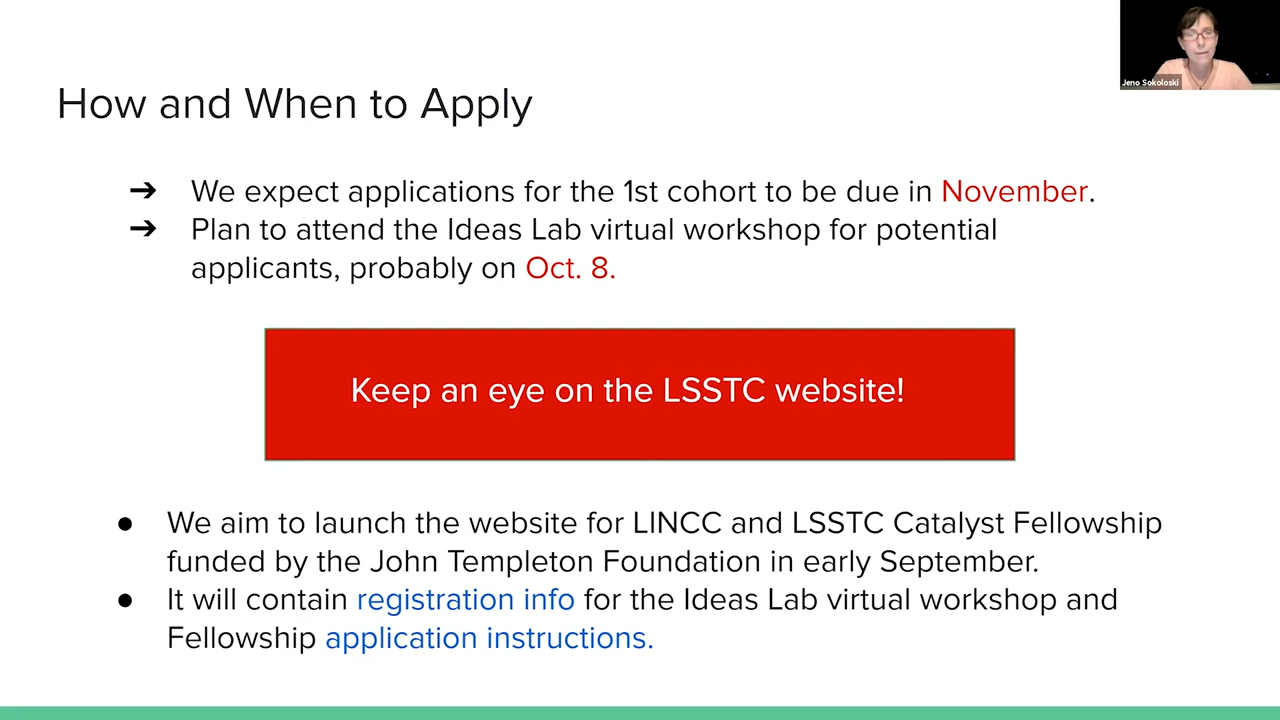 Jeno Sokoloski
How and When to Apply
➔ We expect applications for the 1st cohort to be due in November.
➔ Plan to attend the Ideas Lab virtual workshop for potential
applicants, probably on Oct. 8.
Keep an eye on the LSSTC website!
● We aim to launch the website for LINCC and LSSTC Catalyst Fellowship
funded by the John Templeton Foundation in early September.
● It will contain registration info for the Ideas Lab virtual workshop and
Fellowship application instructions.